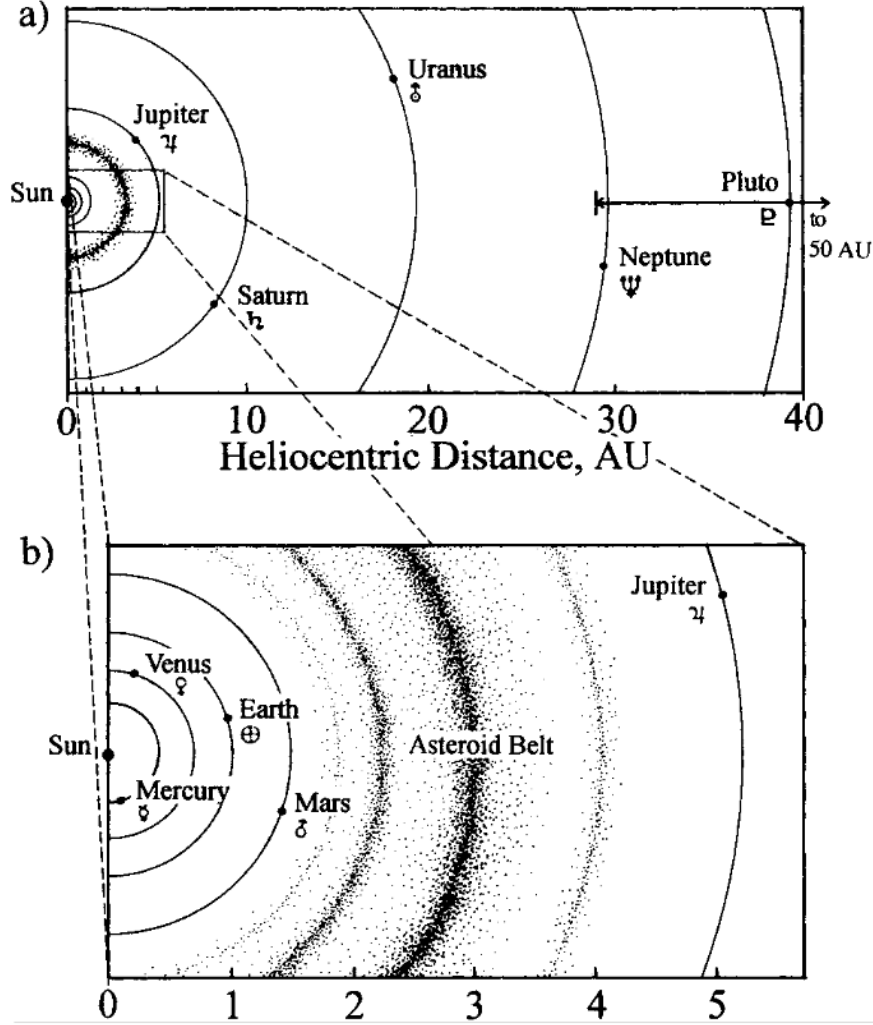 a)
Uranus
⛢
Jupiter
♃
Sun
Pluto
♇
to
50 AU
Neptune
♆
Saturn
♄
0 10 20 30 40
Heliocentric Distance, AU
b)
Jupiter
♃
Venus
♀
Earth
⊕
Sun
Asteroid Belt
Mercury
☿
Mars
♂
0 1 2 3 4 5